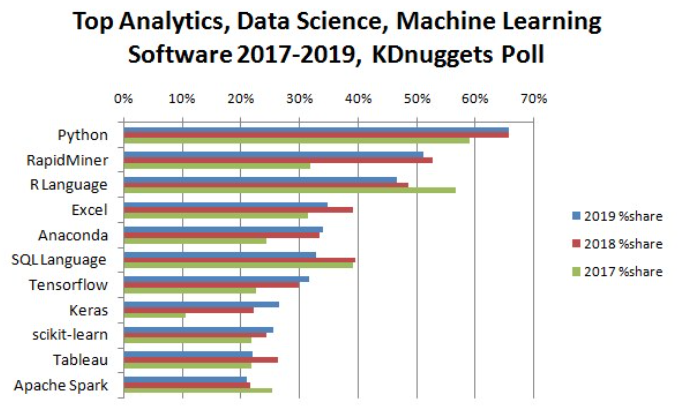 Top Analytics, Data Science, Machine Learning
Software 2017-2019, KDnuggets Poll
0% 10% 20% 30% 40% 50% 60% 70%
Python
RapidMiner
R Language
Excel
Anaconda
SQL Language
Tensorflow
Keras
scikit-learn
Tableau
Apache Spark
2019 %share
2018 %share
2017 %share